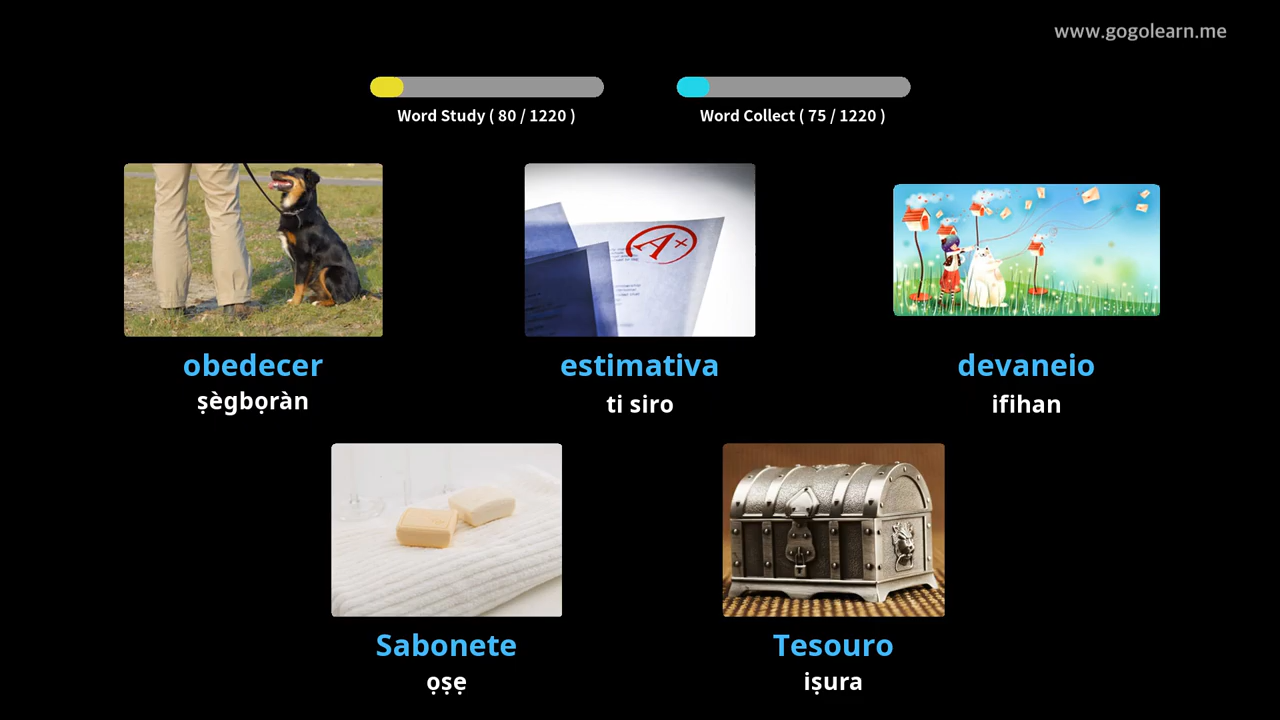 www.gogolearn.me
Word Study ( 80 / 1220 )
Word Collect ( 75 / 1220 )
A+
obedecer
ṣègbọràn
estimativa
ti siro
devaneio
ifihan
Sabonete
ọṣẹ
Tesouro
iṣura